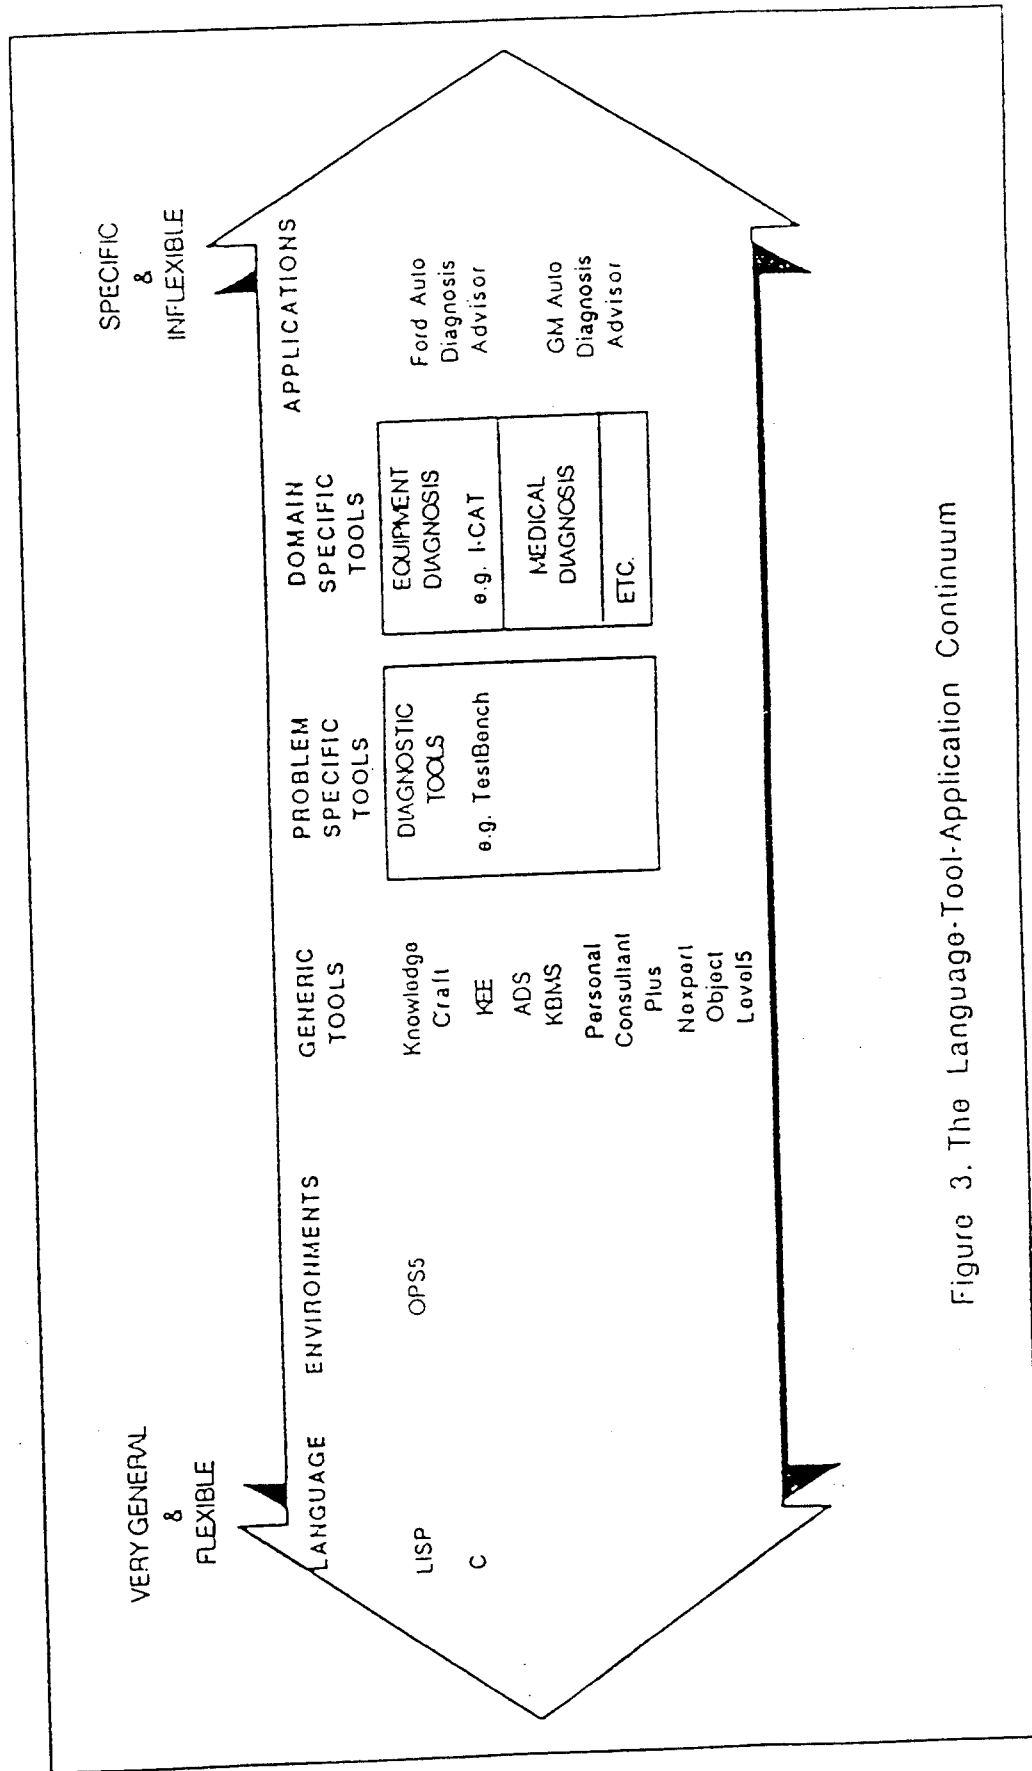 VERY GENERAL
&
FLEXIBLE
SPECIFIC
&
INFLEXIBLE
LANGUAGE
LISP
C
ENVIRONMENTS
OPS5
GENERIC
TOOLS
Knowledge
Craft
KEE
ADS
KBMS
Personal
Consultant
Plus
Nexpert
Object
Level5
PROBLEM
SPECIFIC
TOOLS
DIAGNOSTIC
TOOLS
e.g. TestBench
DOMAIN
SPECIFIC
TOOLS
EQUIPMENT
DIAGNOSIS
e.g. I-CAT
MEDICAL
DIAGNOSIS
ETC.
APPLICATIONS
Ford Auto
Diagnosis
Advisor
GM Auto
Diagnosis
Advisor
Figure 3. The Language-Tool-Application Continuum